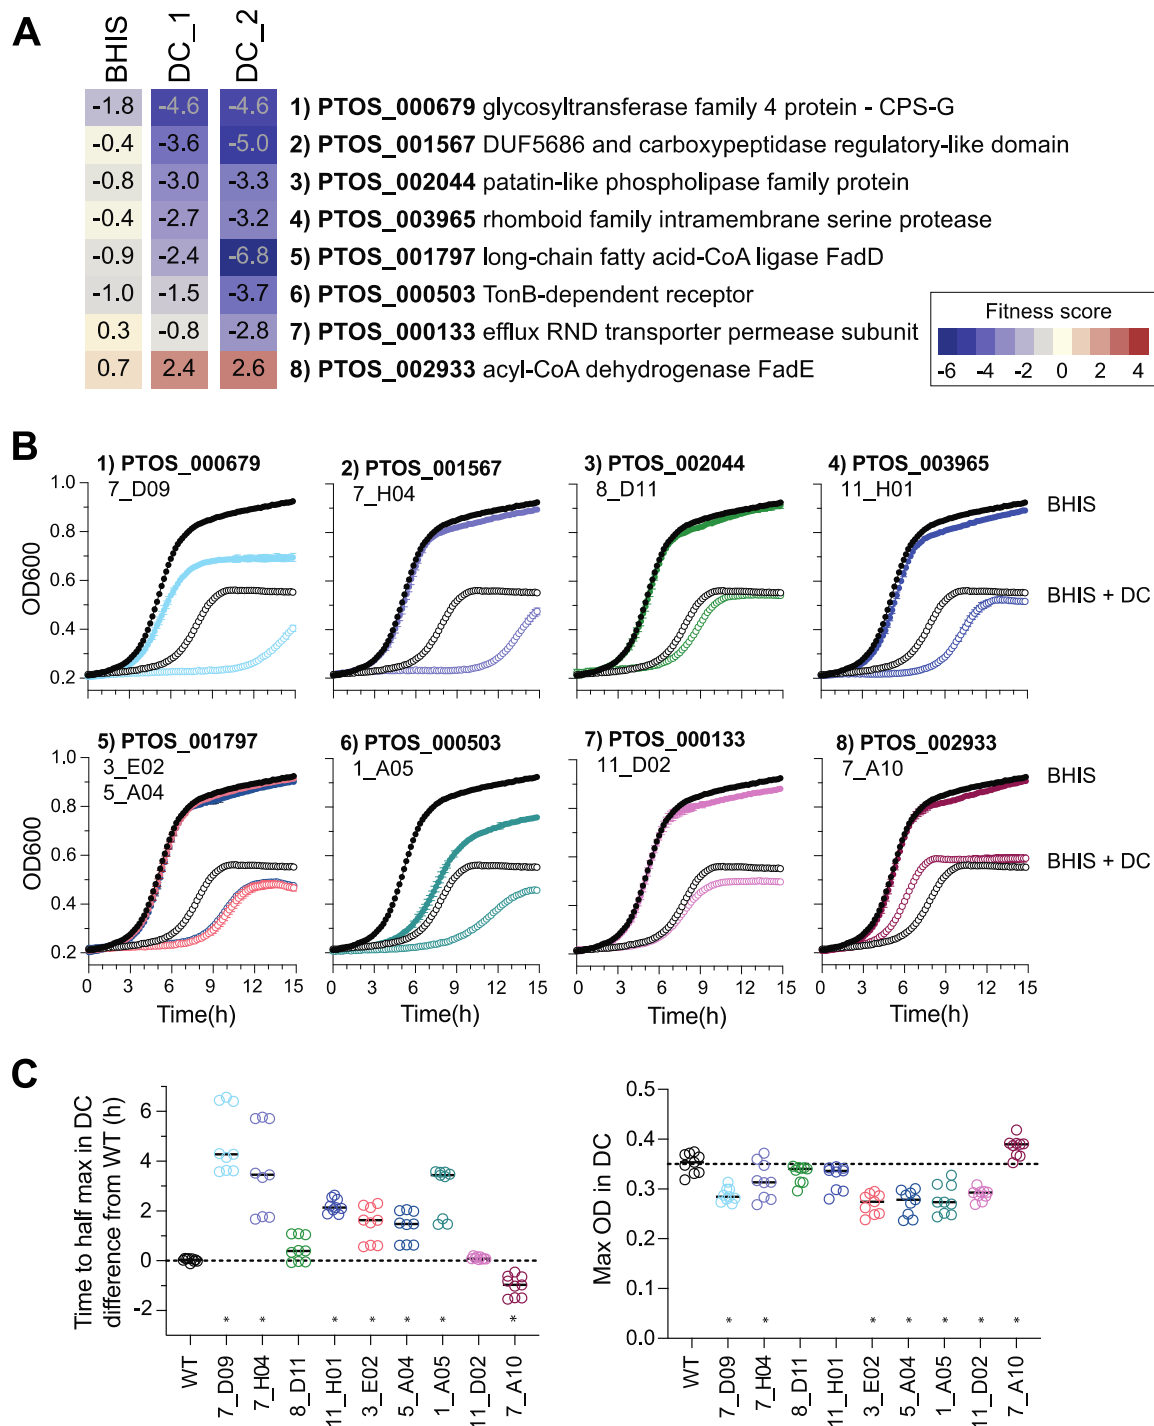 A
BHIS
DC_1
DC_2
-1.8 -4.6 -4.6 1) PTOS_000679 glycosyltransferase family 4 protein - CPS-G
-0.4 -3.6 -5.0 2) PTOS_001567 DUF5686 and carboxypeptidase regulatory-like domain
-0.8 -3.0 -3.3 3) PTOS_002044 patatin-like phospholipase family protein
-0.4 -2.7 -3.2 4) PTOS_003965 rhomboid family intramembrane serine protease
-0.9 -2.4 -6.8 5) PTOS_001797 long-chain fatty acid-CoA ligase FadD
-1.0 -1.5 -3.7 6) PTOS_000503 TonB-dependent receptor
0.3 -0.8 -2.8 7) PTOS_000133 efflux RND transporter permease subunit
0.7 2.4 2.6 8) PTOS_002933 acyl-CoA dehydrogenase FadE
Fitness score
-6 -4 -2 0 2 4
B
1) PTOS_000679
7_D09
2) PTOS_001567
7_H04
3) PTOS_002044
8_D11
4) PTOS_003965
11_H01
BHIS
BHIS + DC
OD600
1.0
0.8
0.6
0.4
0.2
5) PTOS_001797
3_E02
5_A04
6) PTOS_000503
1_A05
7) PTOS_000133
11_D02
8) PTOS_002933
7_A10
BHIS
BHIS + DC
OD600
1.0
0.8
0.6
0.4
0.2
0 3 6 9 12 15
0 3 6 9 12 15
0 3 6 9 12 15
0 3 6 9 12 15
Time(h)
Time(h)
Time(h)
Time(h)
C
Time to half max in DC
difference from WT (h)
6
4
2
0
-2
* * * * * * *
WT 7_D09 7_H04 8_D11 11_H01 3_E02 5_A04 1_A05 11_D02 7_A10
Max OD in DC
0.5
0.4
0.3
0.2
0.1
0.0
* * * * * * *
WT 7_D09 7_H04 8_D11 11_H01 3_E02 5_A04 1_A05 11_D02 7_A10